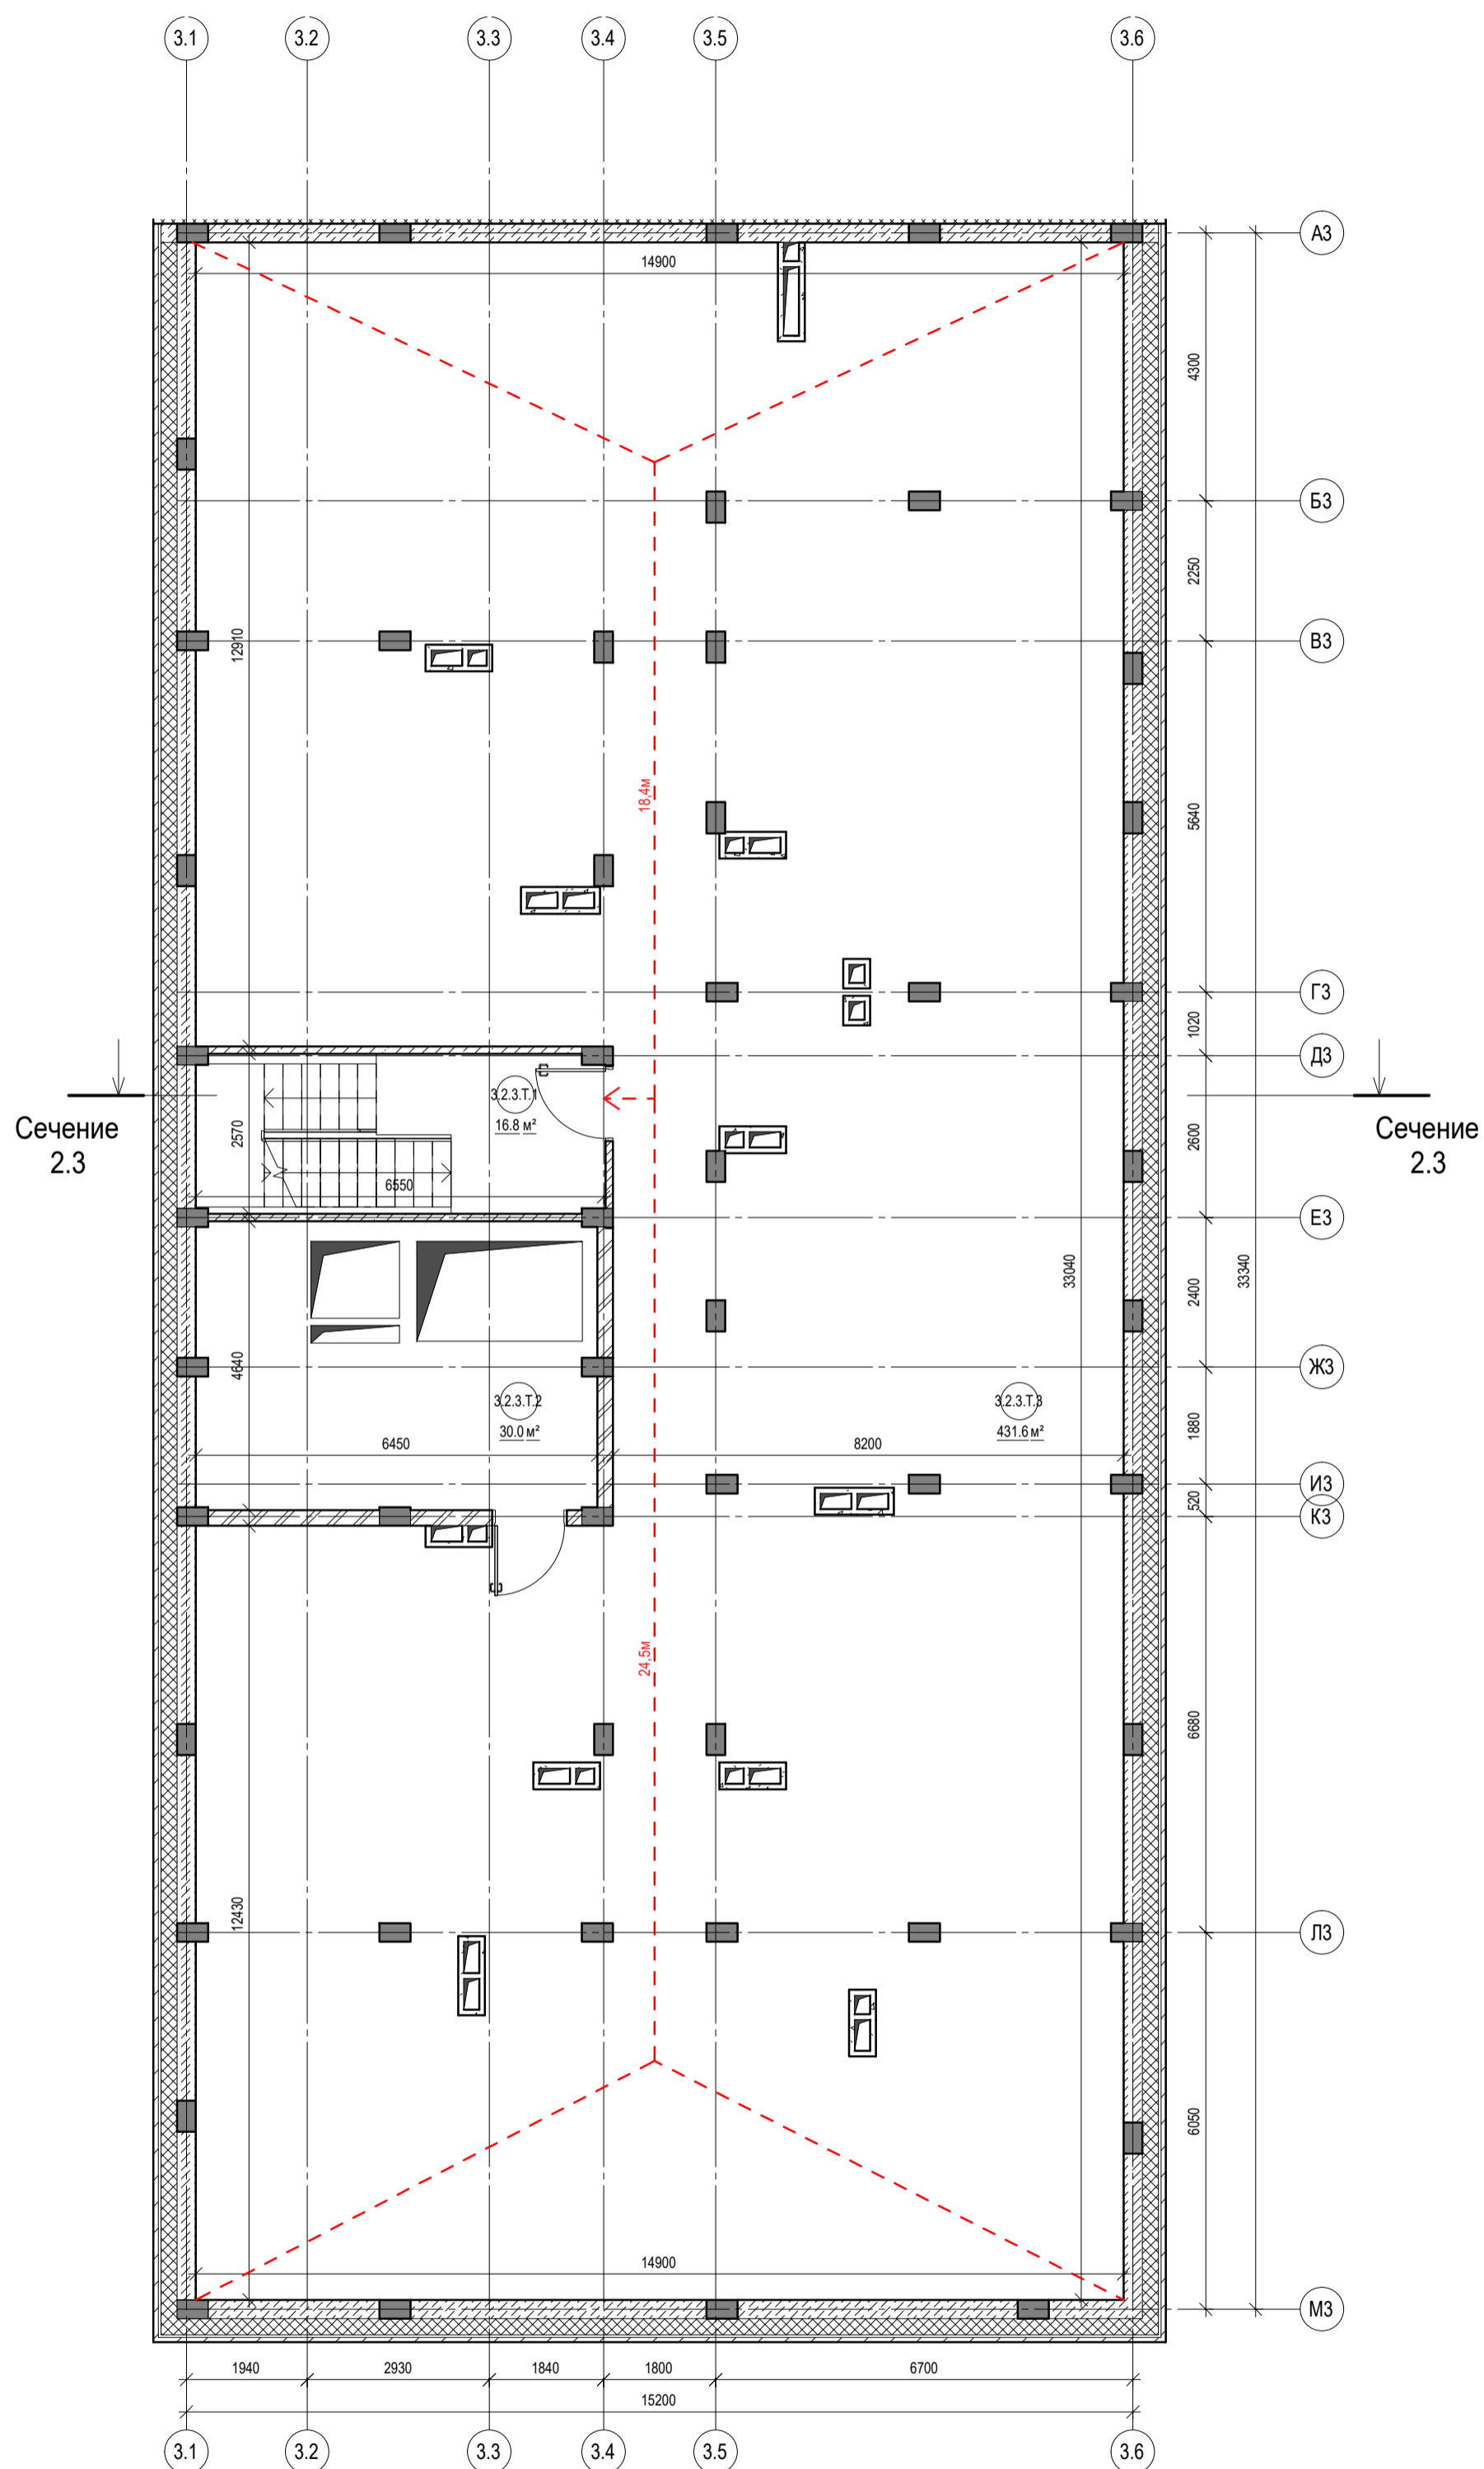 3.1 3.2 3.3 3.4 3.5 3.6
А3
14900
4300
Б3
2250
12910
В3
18,4м
5640
Г3
1020
Д3
3.2.3.Т.1
16.8 м²
Сечение
2.3
Сечение
2.3
2570
2600
6550
Е3
33040
33340
2400
4640
Ж3
3.2.3.Т.2
30.0 м²
3.2.3.Т.3
431.6 м²
1880
6450
8200
И3
520
К3
24,5м
6680
12430
Л3
6050
14900
М3
1940 2930 1840 1800 6700
15200
3.1 3.2 3.3 3.4 3.5 3.6